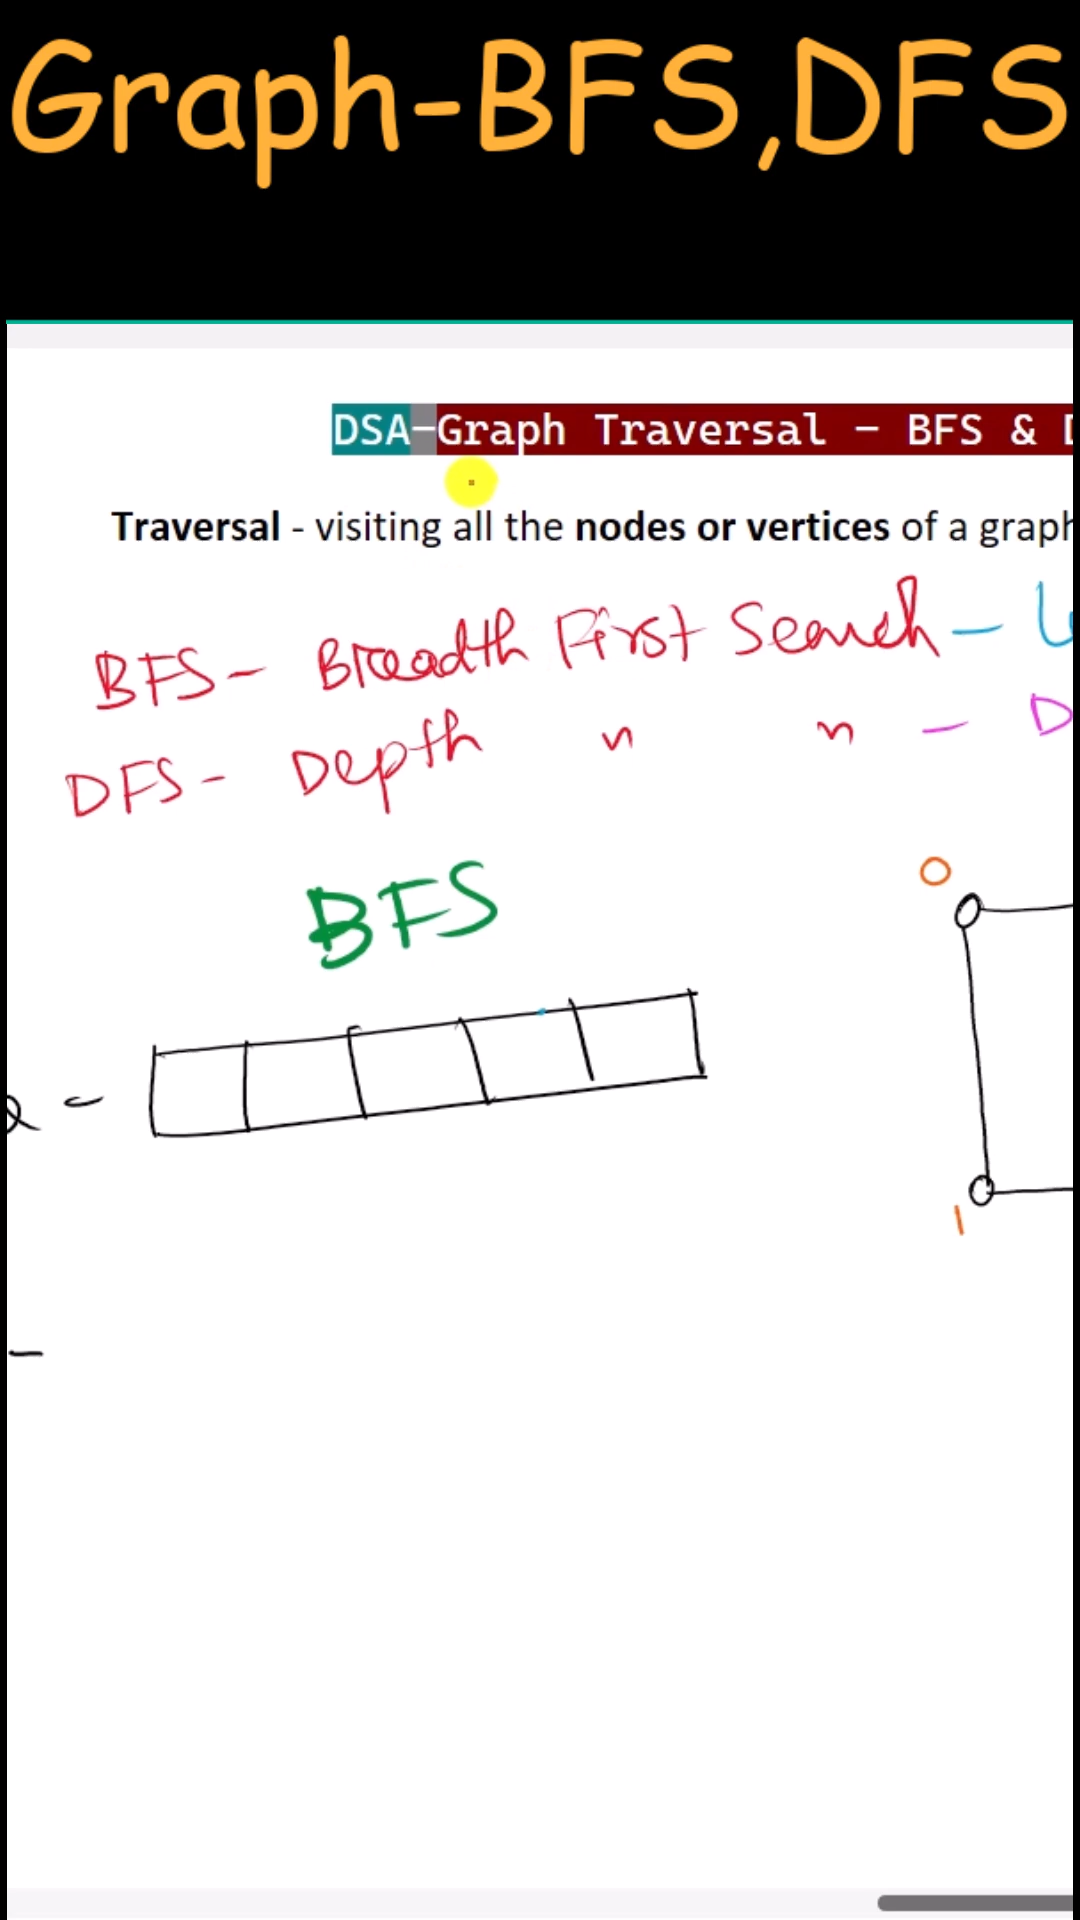 Graph-BFS,DFS
DSA-Graph Traversal - BFS &
Traversal - visiting all the nodes or vertices of a graph
BFS - Breadth First Search -
DFS - Depth " " - D
BFS
0
-
1
-